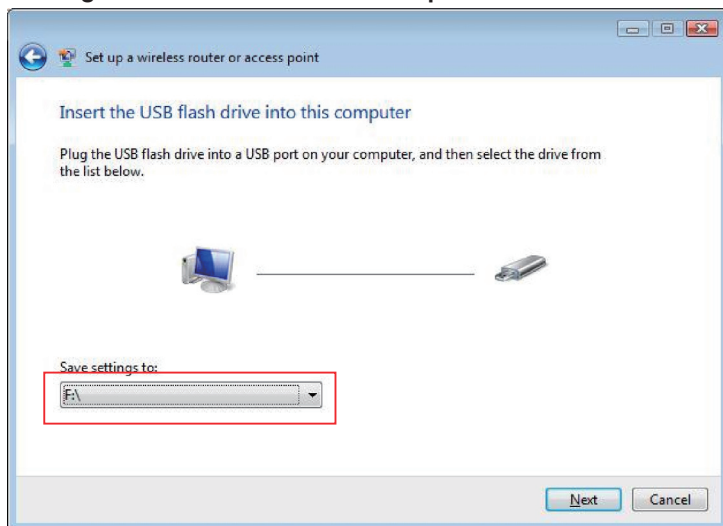 Set up a wireless router or access point
Insert the USB flash drive into this computer
Plug the USB flash drive into a USB port on your computer, and then select the drive from
the list below.
Save settings to:
F:\
Next Cancel